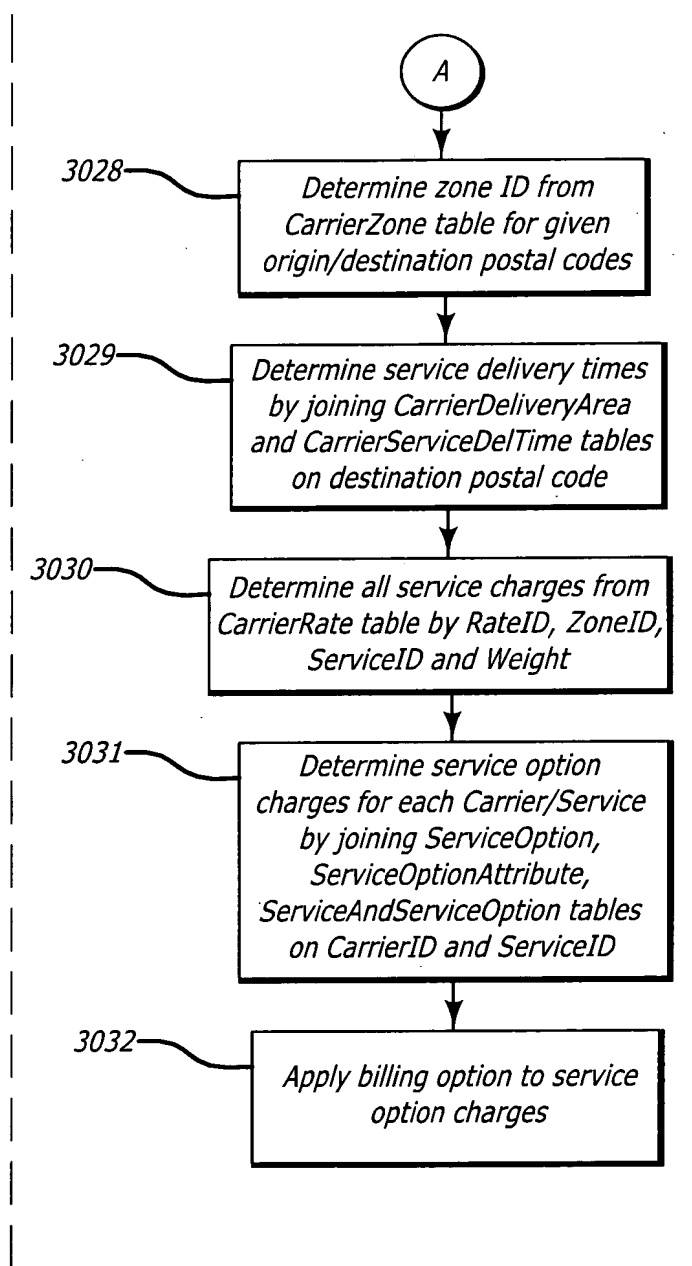 A
3028
Determine zone ID from
CarrierZone table for given
origin/destination postal codes
3029
Determine service delivery times
by joining CarrierDeliveryArea
and CarrierServiceDelTime tables
on destination postal code
3030
Determine all service charges from
CarrierRate table by RateID, ZoneID,
ServiceID and Weight
3031
Determine service option
charges for each Carrier/Service
by joining ServiceOption,
ServiceOptionAttribute,
ServiceAndServiceOption tables
on CarrierID and ServiceID
3032
Apply billing option to service
option charges